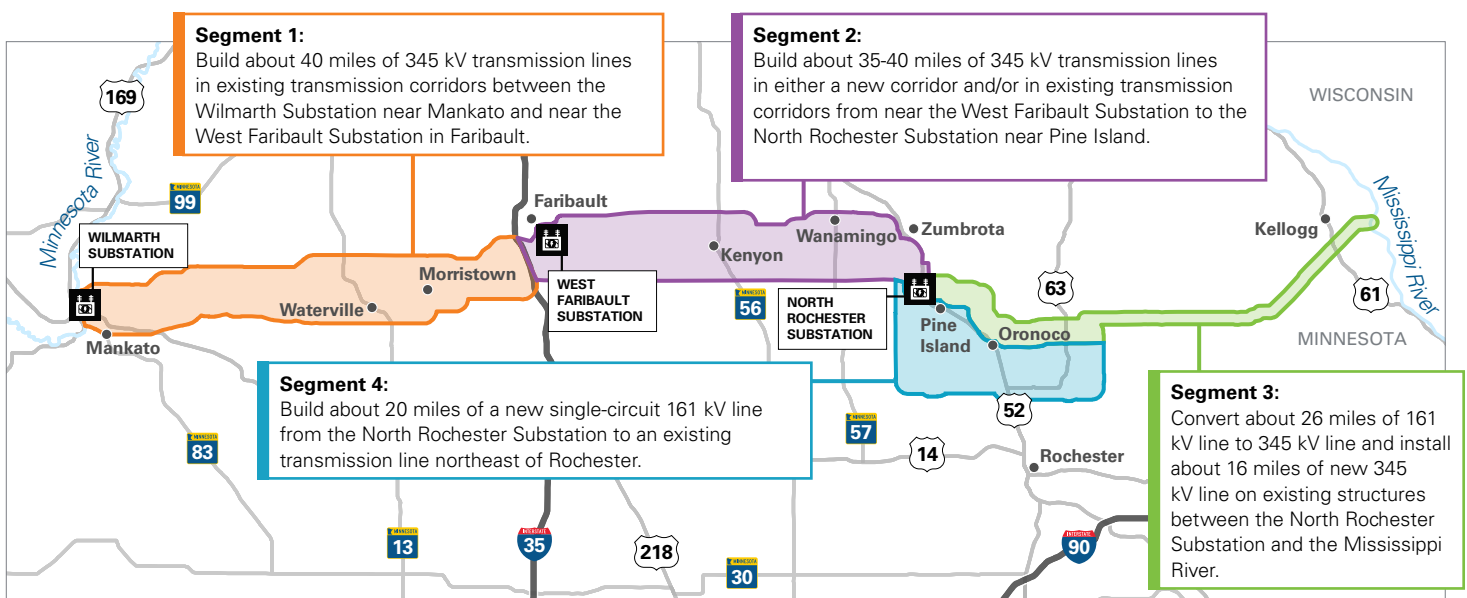 Segment 1:
Build about 40 miles of 345 kV transmission lines
in existing transmission corridors between the
Wilmarth Substation near Mankato and near the
West Faribault Substation in Faribault.
Segment 2:
Build about 35-40 miles of 345 kV transmission lines
in either a new corridor and/or in existing transmission
corridors from near the West Faribault Substation to the
North Rochester Substation near Pine Island.
WISCONSIN
169
Minnesota River
MINNESOTA
99
WILMARTH
SUBSTATION
Faribault
Wanamingo
Zumbrota
Kenyon
Kellogg
Mississippi River
Morristown
Waterville
Mankato
WEST
FARIBAULT
SUBSTATION
MINNESOTA
56
NORTH
ROCHESTER
SUBSTATION
Pine
Island
Oronoco
63
61
MINNESOTA
Segment 4:
Build about 20 miles of a new single-circuit 161 kV line
from the North Rochester Substation to an existing
transmission line northeast of Rochester.
Segment 3:
Convert about 26 miles of 161
kV line to 345 kV line and install
about 16 miles of new 345
kV line on existing structures
between the North Rochester
Substation and the Mississippi
River.
MINNESOTA
83
MINNESOTA
57
52
14
Rochester
MINNESOTA
13
INTERSTATE
35
218
MINNESOTA
30
INTERSTATE
90